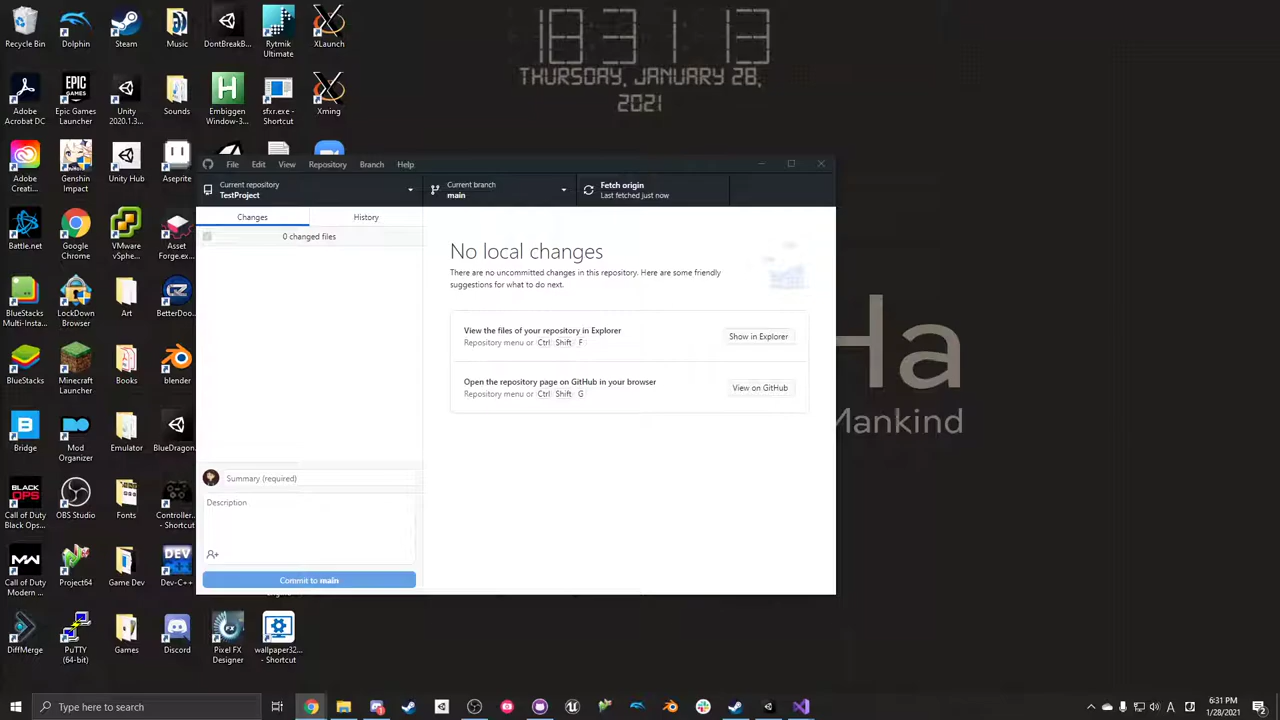 18 31 13
THURSDAY, JANUARY 28,
2021
Recycle Bin
Dolphin
Steam
Music
DontBreakB...
Rytmik
Ultimate
XLaunch
Adobe
Acrobat DC
Epic Games
Launcher
Unity
2020.1.3...
Sounds
Embiggen
Window-3...
sfxr.exe -
Shortcut
Xming
Adobe
Creati...
Genshin
Impact
Unity Hub
Aseprite
File
Edit
View
Repository
Branch
Help
Current repository
TestProject
Current branch
main
Fetch origin
Last fetched just now
Changes
History
0 changed files
No local changes
There are no uncommitted changes in this repository. Here are some friendly
suggestions for what to do next.
View the files of your repository in Explorer
Repository menu or Ctrl Shift F
Show in Explorer
Open the repository page on GitHub in your browser
Repository menu or Ctrl Shift G
View on GitHub
Summary (required)
Description
Commit to main
Ha
Mankind
Battle.net
Google
Chrome
VMware
vSphe...
Asset
Forge.e...
BlueStacks
Multi-Insta...
LockDown
Browser
Art
BetterDoo...
BlueStacks
Minecraft
Launcher
Books
blender
Bridge
Mod
Organizer
Emulator
BlueDragon...
BLACK
OPS
Call of Duty
Black Ops...
OBS Studio
Fonts
Controller...
- Shortcut
Call of Duty
Modern ...
Project64
Game Dev
DEV
Dev-C++
DiffMerge
PuTTY
(64-bit)
Games
Discord
Pixel FX
Designer
wallpaper32...
- Shortcut
Type here to search
6:31 PM
1/28/2021